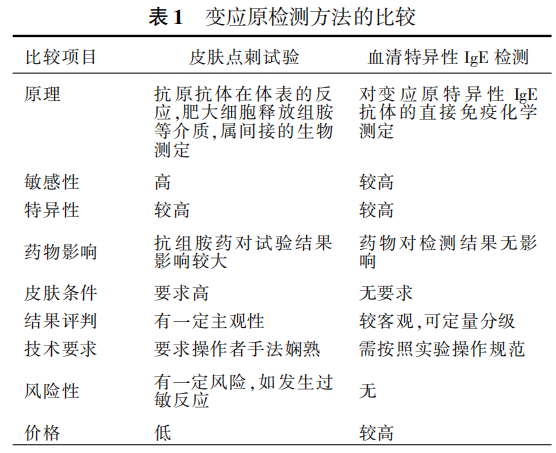 表 1　变应原检测方法的比较
比较项目　皮肤点刺试验　血清特异性 IgE 检测
原理　抗原抗体在体表的反　对变应原特异性 IgE
应,肥大细胞释放组胺　抗体的直接免疫化学
等介质,属间接的生物　测定
测定
敏感性　高　较高
特异性　较高　较高
药物影响　抗组胺药对试验结果　药物对检测结果无影
影响较大　响
皮肤条件　要求高　无要求
结果评判　有一定主观性　较客观,可定量分级
技术要求　要求操作者手法娴熟　需按照实验操作规范
风险性　有一定风险,如发生过　无
敏反应
价格　低　较高